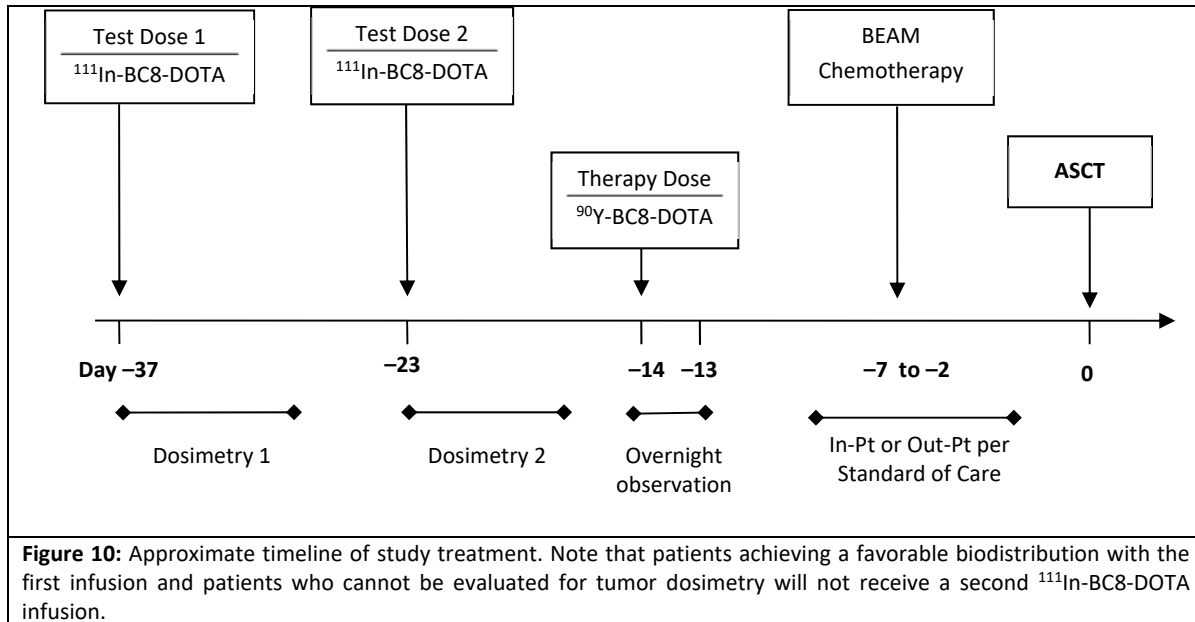 Test Dose 1
¹¹¹In-BC8-DOTA
Test Dose 2
¹¹¹In-BC8-DOTA
Therapy Dose
⁹⁰Y-BC8-DOTA
BEAM
Chemotherapy
ASCT
Day –37
–23
–14
–13
–7 to –2
0
Dosimetry 1
Dosimetry 2
Overnight
observation
In-Pt or Out-Pt per
Standard of Care
Figure 10: Approximate timeline of study treatment. Note that patients achieving a favorable biodistribution with the
first infusion and patients who cannot be evaluated for tumor dosimetry will not receive a second ¹¹¹In-BC8-DOTA
infusion.